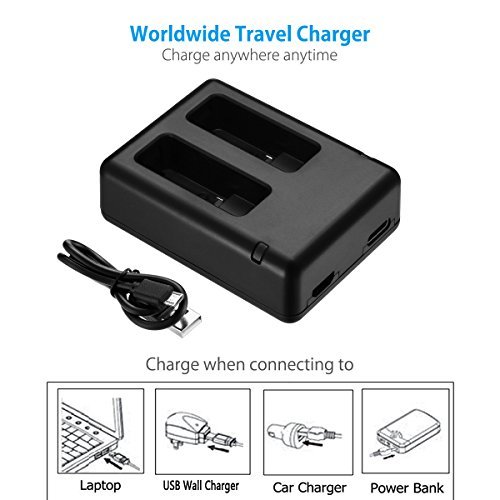 Worldwide Travel Charger
Charge anywhere anytime
Charge when connecting to
Laptop
USB Wall Charger
Car Charger
Power Bank